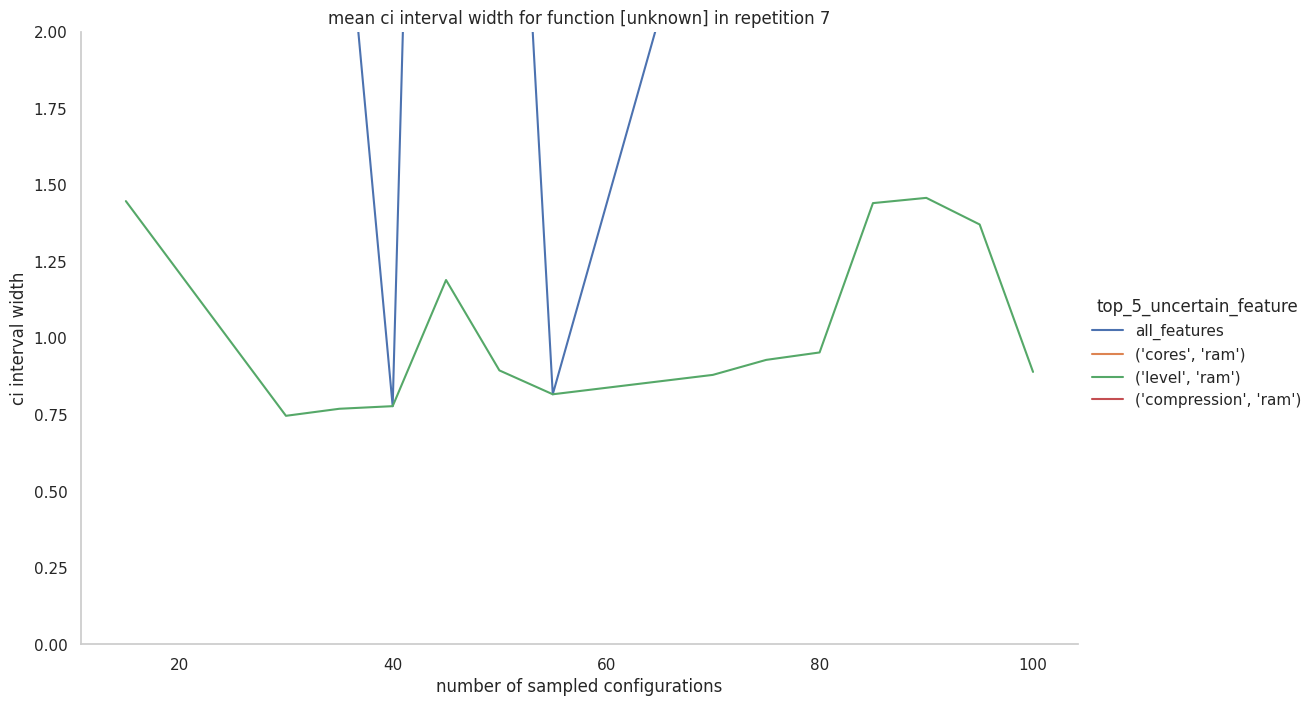 mean ci interval width for function [unknown] in repetition 7
2.00
1.75
1.50
1.25
1.00
0.75
0.50
0.25
0.00
ci interval width
20
40
60
80
100
number of sampled configurations
top_5_uncertain_feature
all_features
('cores', 'ram')
('level', 'ram')
('compression', 'ram')